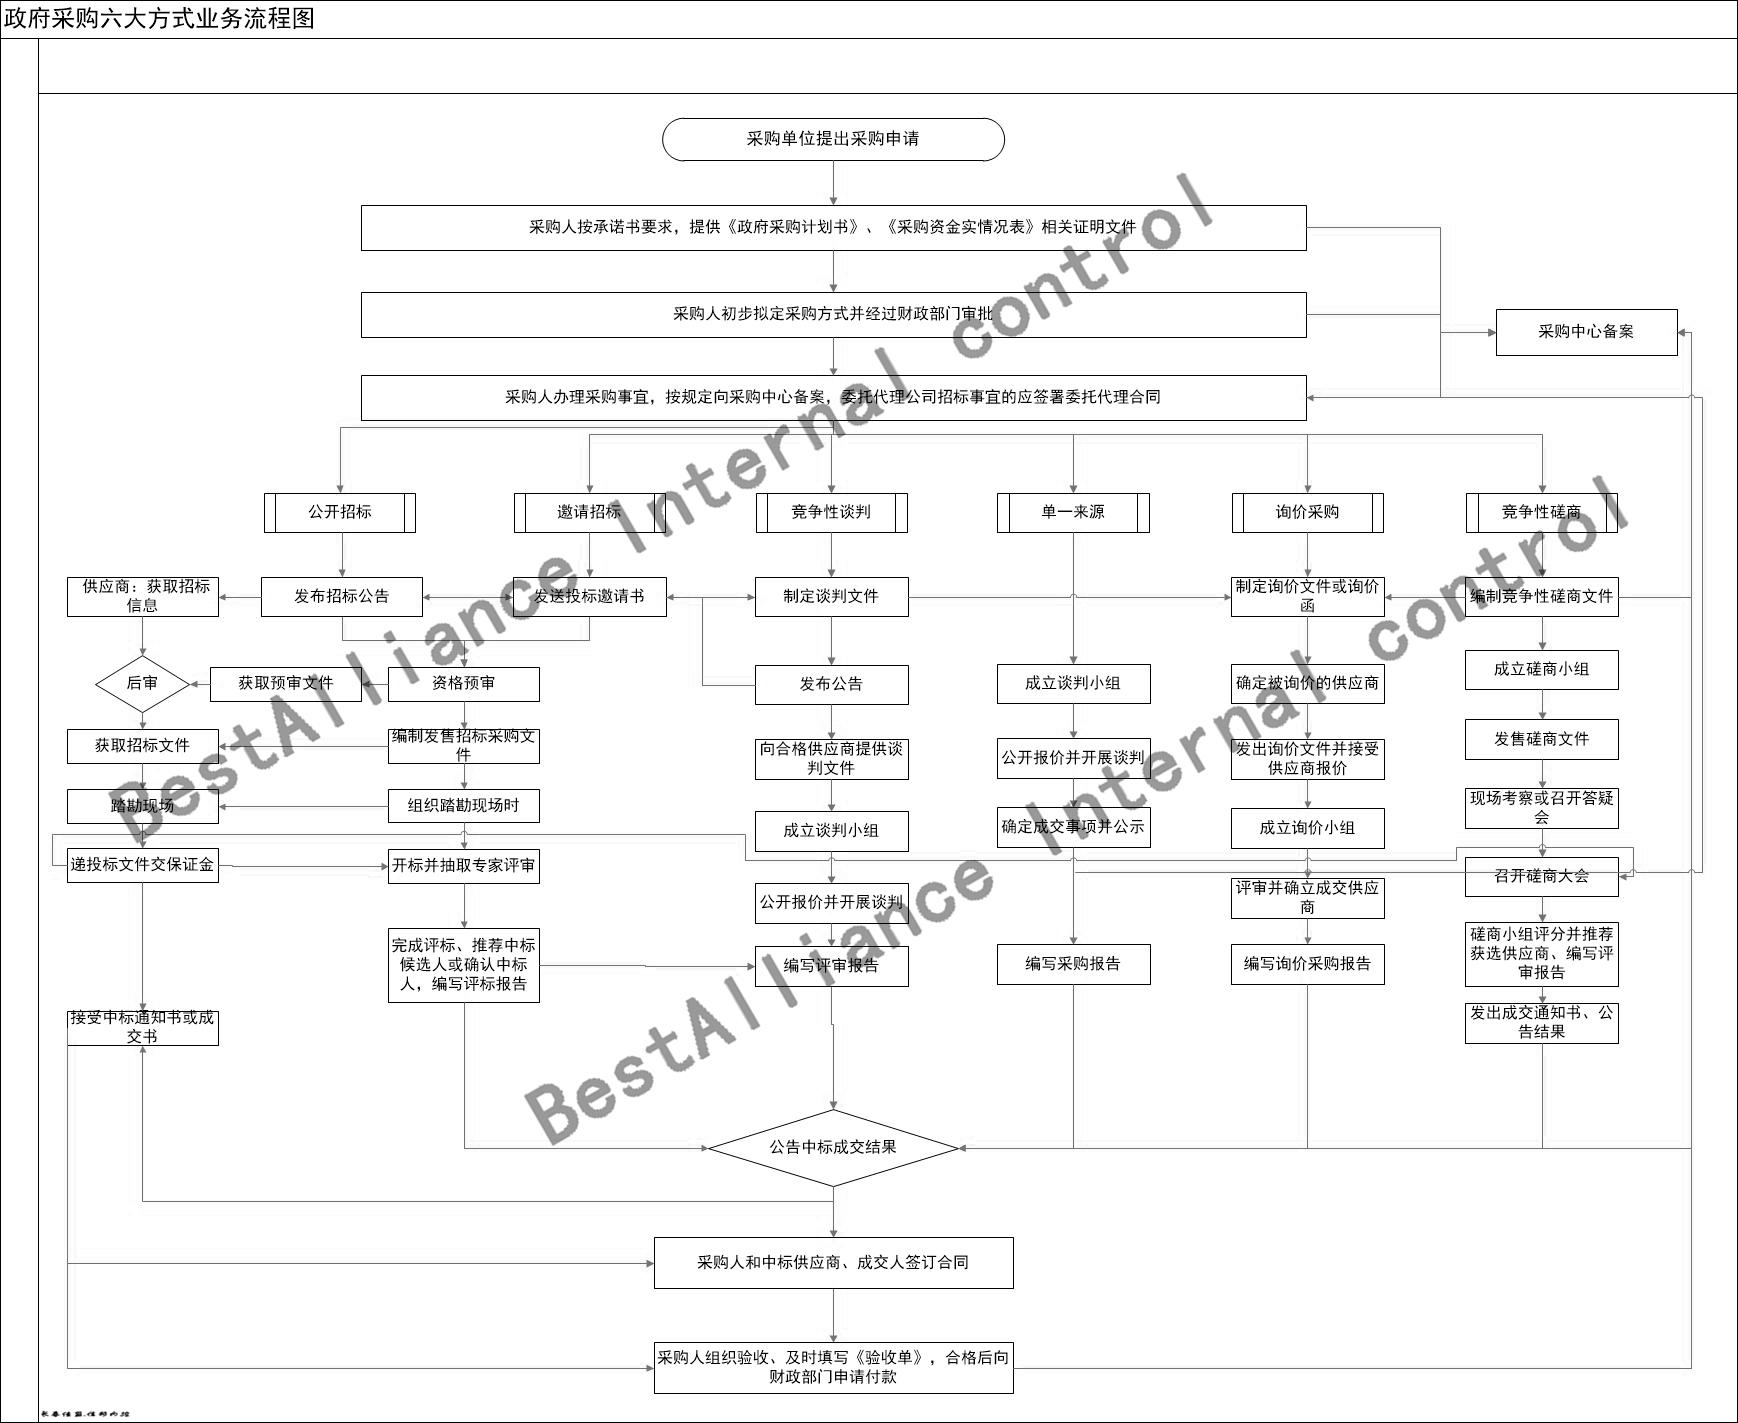 政府采购六大方式业务流程图
采购单位提出采购申请
采购人按承诺书要求，提供《政府采购计划书》、《采购资金实情况表》相关证明文件
采购人初步拟定采购方式并经过财政部门审批
采购中心备案
采购人办理采购事宜，按规定向采购中心备案，委托代理公司招标事宜的应签署委托代理合同
公开招标
邀请招标
竞争性谈判
单一来源
询价采购
竞争性磋商
供应商：获取招标
信息
发布招标公告
发送投标邀请书
制定谈判文件
制定询价文件或询价
函
编制竞争性磋商文件
后审
获取预审文件
资格预审
发布公告
成立谈判小组
确定被询价的供应商
成立磋商小组
获取招标文件
编制发售招标采购文
件
向合格供应商提供谈
判文件
公开报价并开展谈判
发出询价文件并接受
供应商报价
发售磋商文件
踏勘现场
组织踏勘现场时
成立谈判小组
确定成交事项并公示
成立询价小组
现场考察或召开答疑
会
递投标文件交保证金
开标并抽取专家评审
公开报价并开展谈判
评审并确立成交供应
商
召开磋商大会
完成评标、推荐中标
候选人或确认中标
人，编写评标报告
编写评审报告
编写采购报告
编写询价采购报告
磋商小组评分并推荐
获选供应商、编写评
审报告
接受中标通知书或成
交书
发出成交通知书、公
告结果
公告中标成交结果
采购人和中标供应商、成交人签订合同
采购人组织验收、及时填写《验收单》，合格后向
财政部门申请付款
BestAlliance Internal control
BestAlliance Internal control